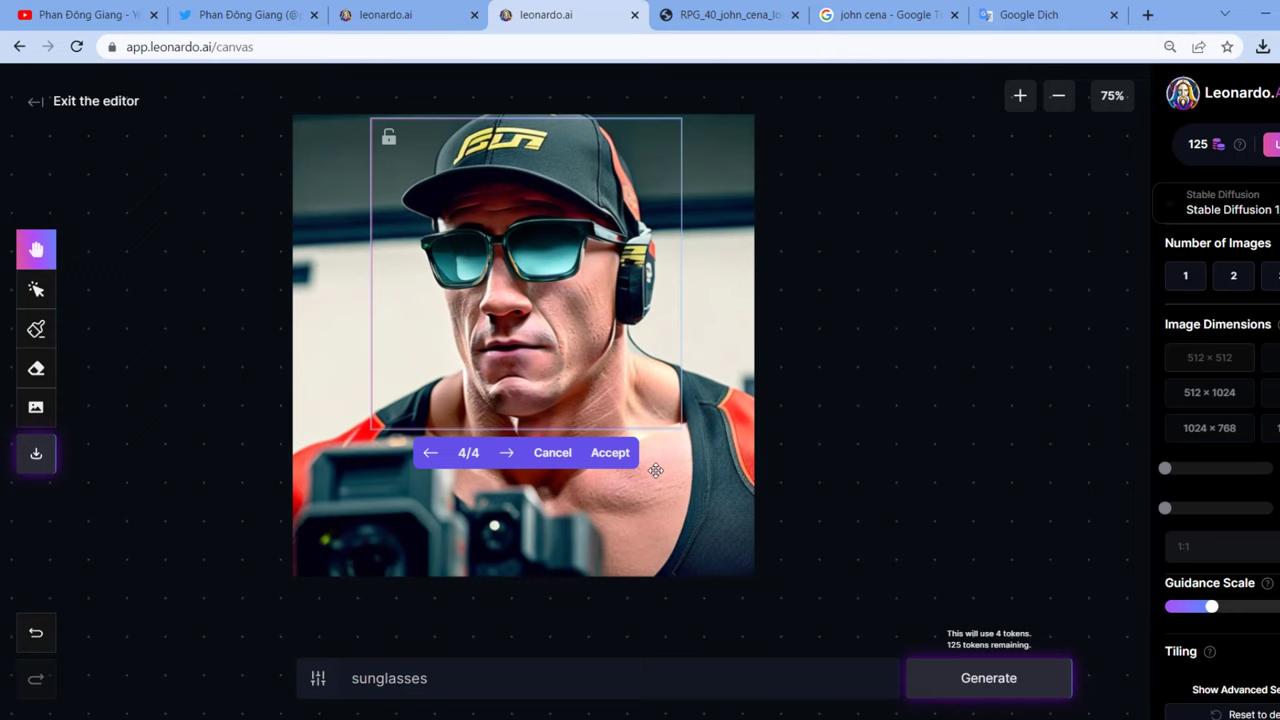 Phan Đông Giang - Y
Phan Đông Giang (@
leonardo.ai
leonardo.ai
RPG_40_john_cena_lo
john cena - Google T
Google Dịch
app.leonardo.ai/canvas
Exit the editor
75%
Leonardo.A
125
Stable Diffusion
Stable Diffusion 1
Number of Images
1 2
Image Dimensions
512 × 512
512 × 1024
1024 × 768
4/4 Cancel Accept
1:1
Guidance Scale
This will use 4 tokens.
125 tokens remaining.
sunglasses
Generate
Tiling
Show Advanced Se
Reset to de